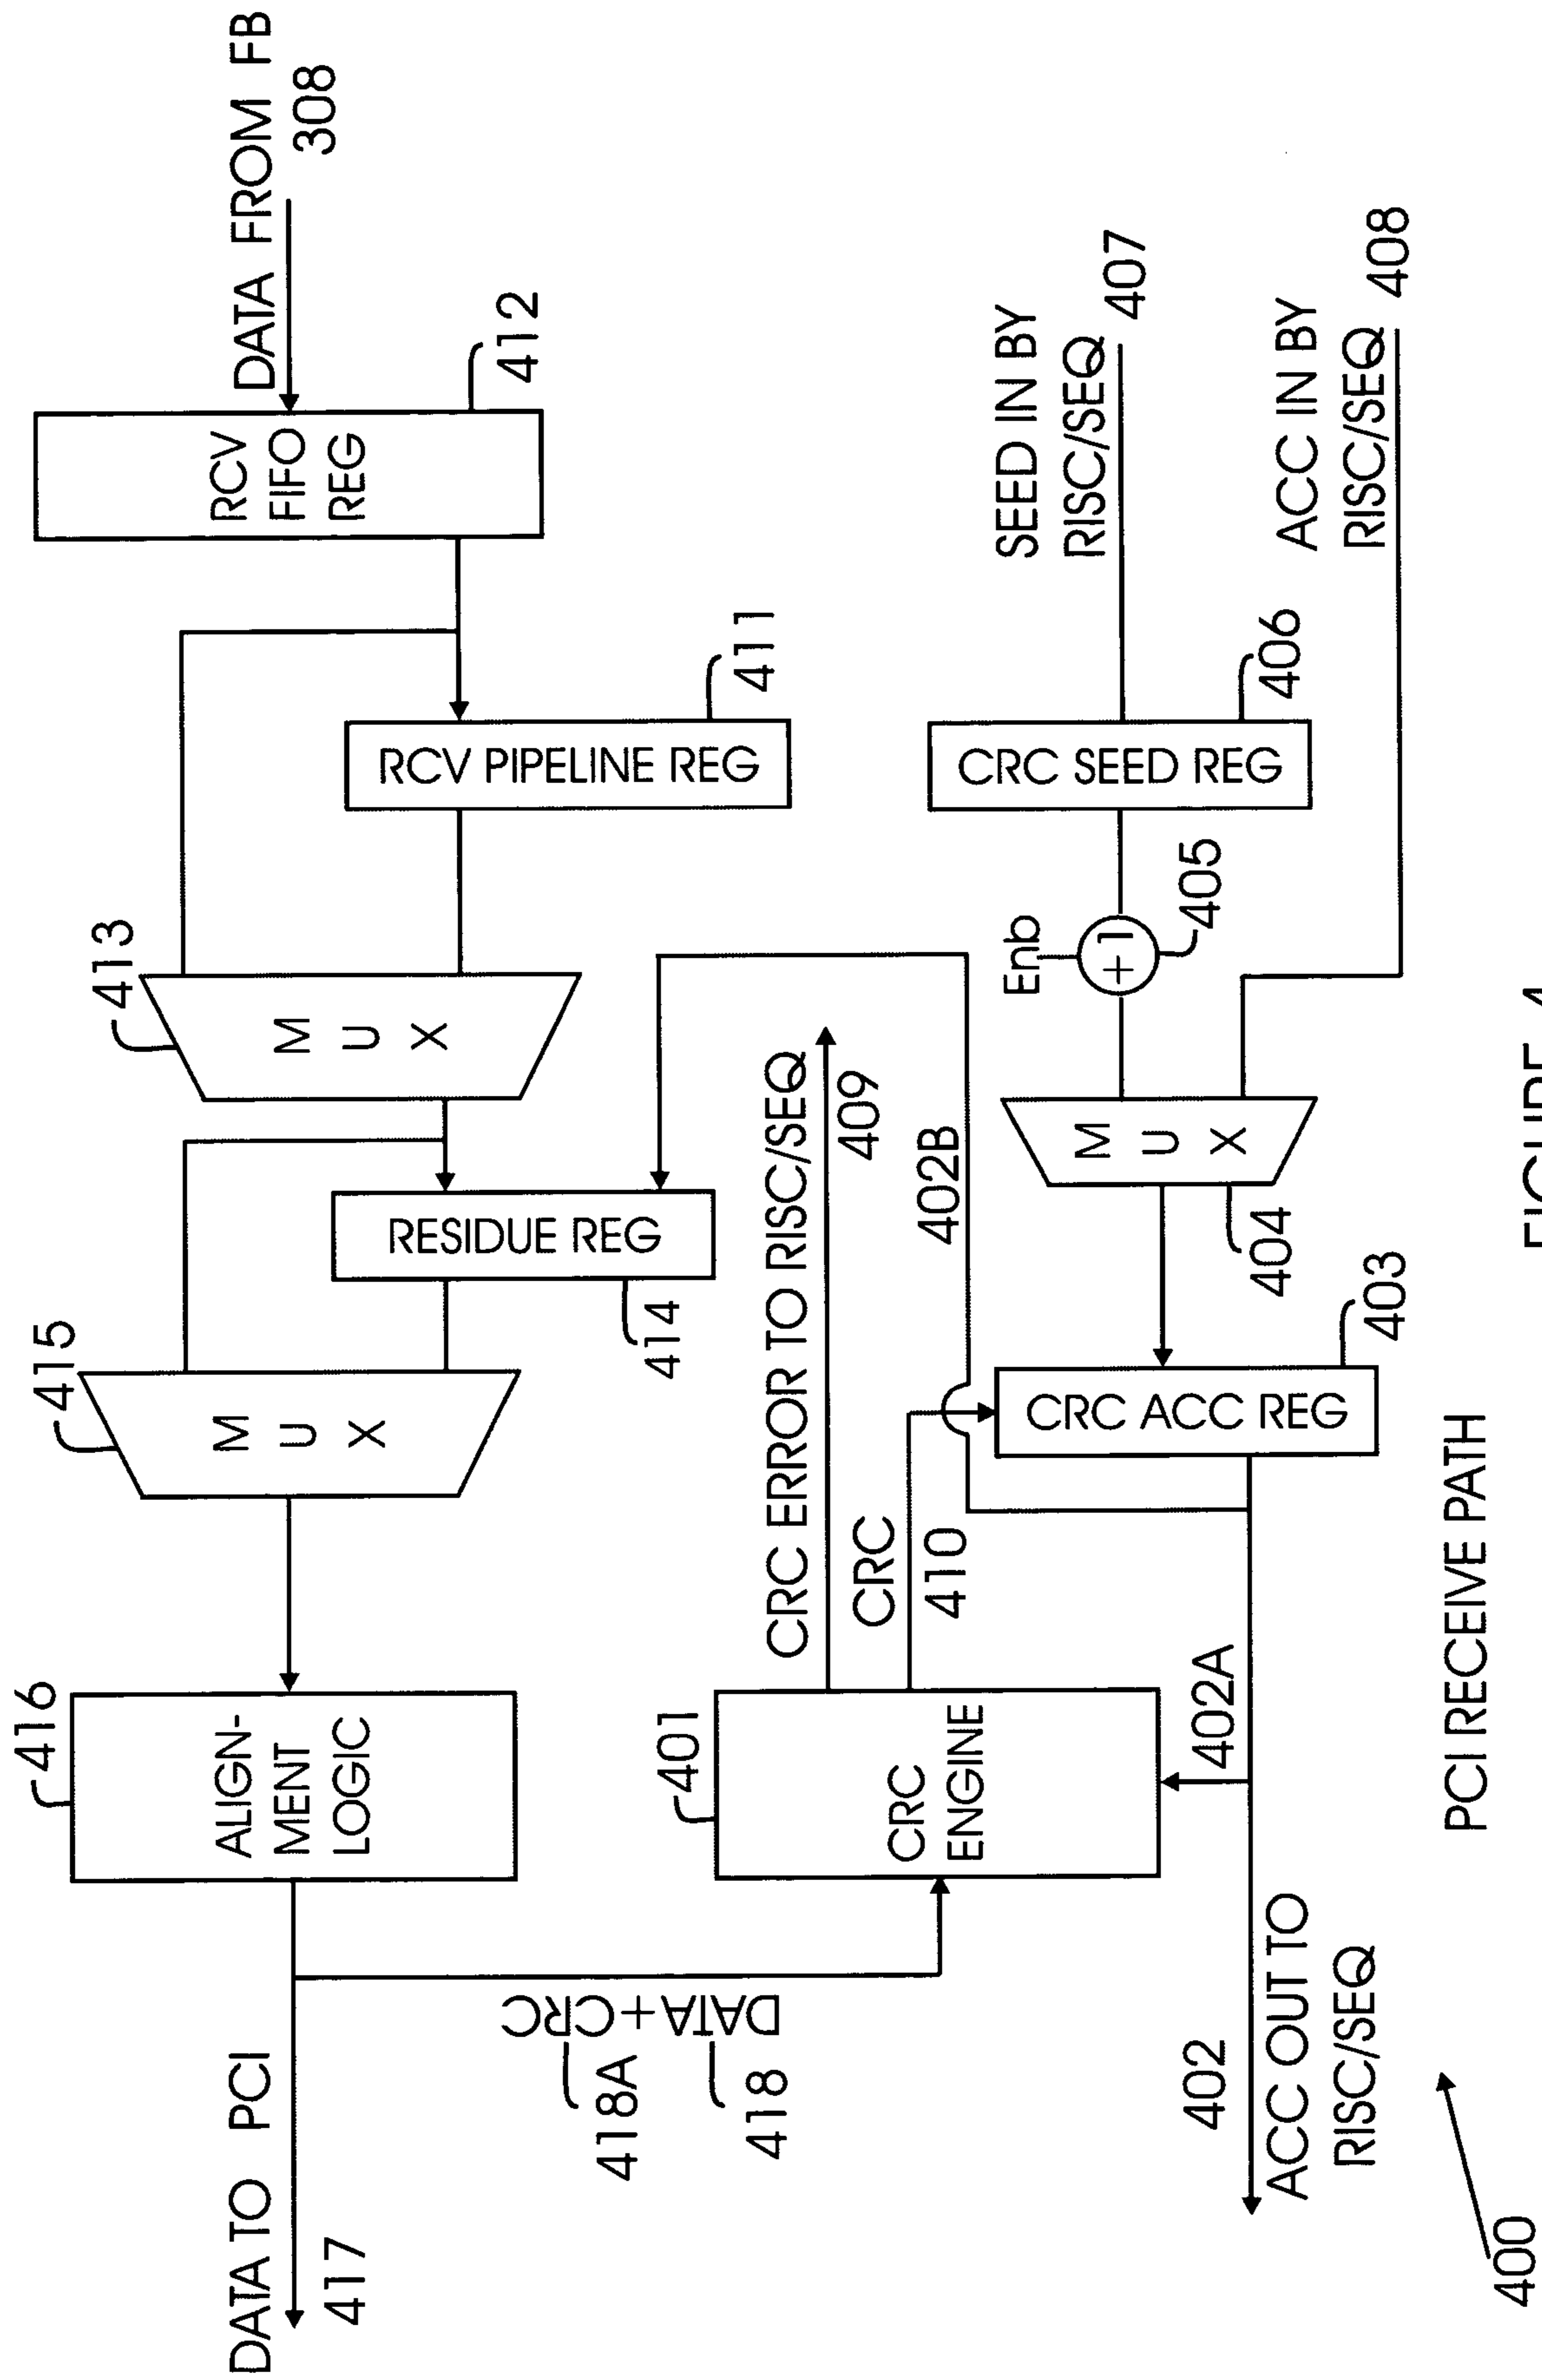 DATA TO PCI
417
416
ALIGN-
MENT
LOGIC
415
M
U
X
413
M
U
X
RCV
FIFO
REG
412
DATA FROM FB
308
RCV PIPELINE REG
411
RESIDUE REG
414
418A
418
DATA+CRC
401
CRC
ENGINE
CRC ERROR TO RISC/SEQ
409
CRC
410
402B
402A
402
ACC OUT TO
RISC/SEQ
CRC ACC REG
403
M
U
X
404
Enb
+1
405
CRC SEED REG
406
SEED IN BY
RISC/SEQ
407
ACC IN BY
RISC/SEQ
408
400
PCI RECEIVE PATH
FIGURE 4